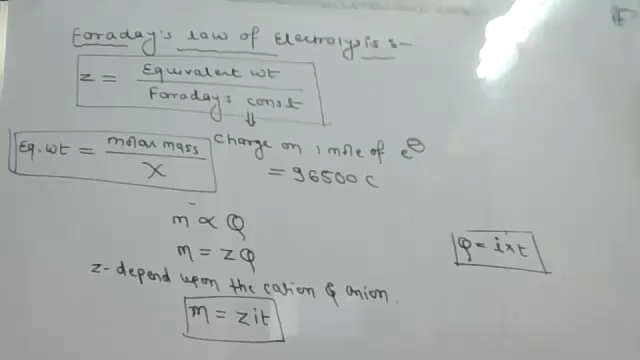 Faraday's law of Electrolysis :-
z = Equivalent wt / Faradays const
Eq. wt = molar mass / X
Charge on 1 mole of e⊖
= 96500 C
m ∝ Q
m = zQ
z - depend upon the cation & anion.
m = zit
Q = i×t